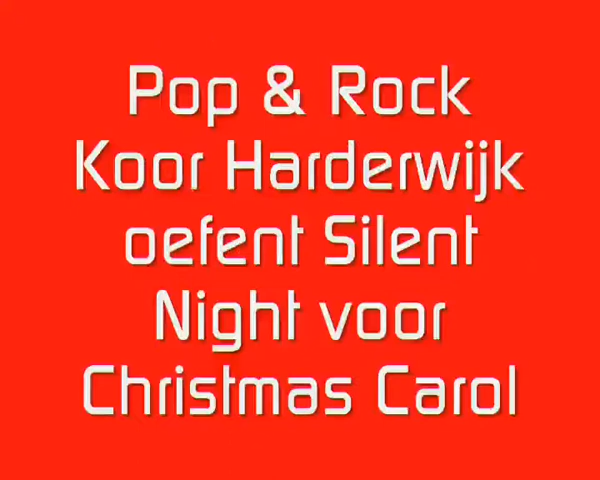 Pop & Rock
Koor Harderwijk
oefent Silent
Night voor
Christmas Carol